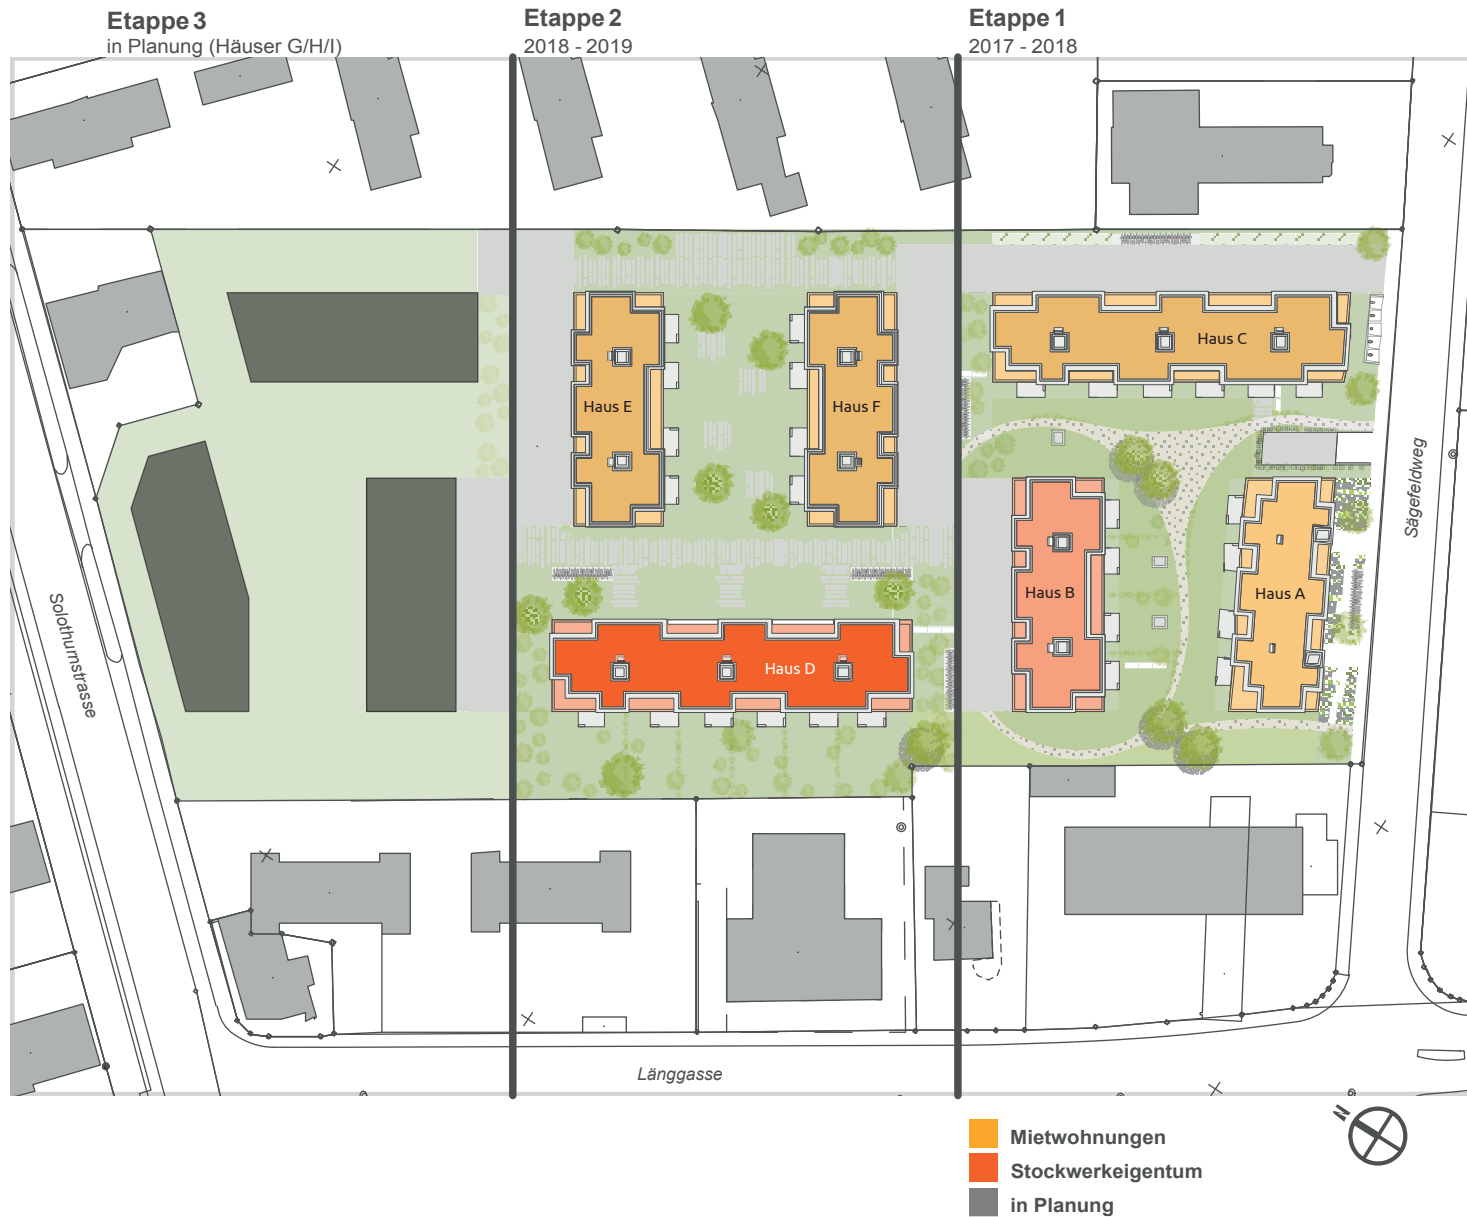 Etappe 3
in Planung (Häuser G/H/I)
Etappe 2
2018 - 2019
Etappe 1
2017 - 2018
Haus C
Haus E
Haus F
Sägefeldweg
Haus B
Haus A
Solothurnstrasse
Haus D
Länggasse
N
Mietwohnungen
Stockwerkeigentum
in Planung